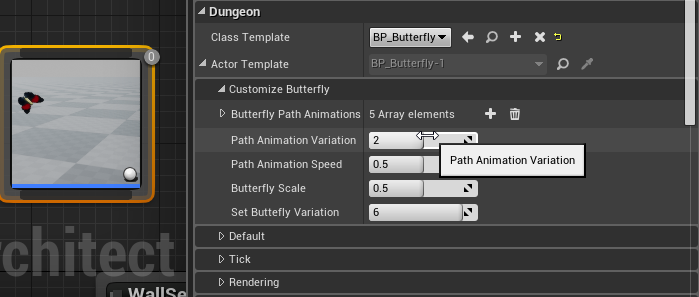 Dungeon
Class Template BP_Butterfly
0
Actor Template BP_Butterfly-1
Customize Butterfly
Butterfly Path Animations 5 Array elements
Path Animation Variation 2
Path Animation Variation
Path Animation Speed 0.5
Butterfly Scale 0.5
Set Buttefly Variation 6
Default
chitect
Tick
Rendering
WallSe